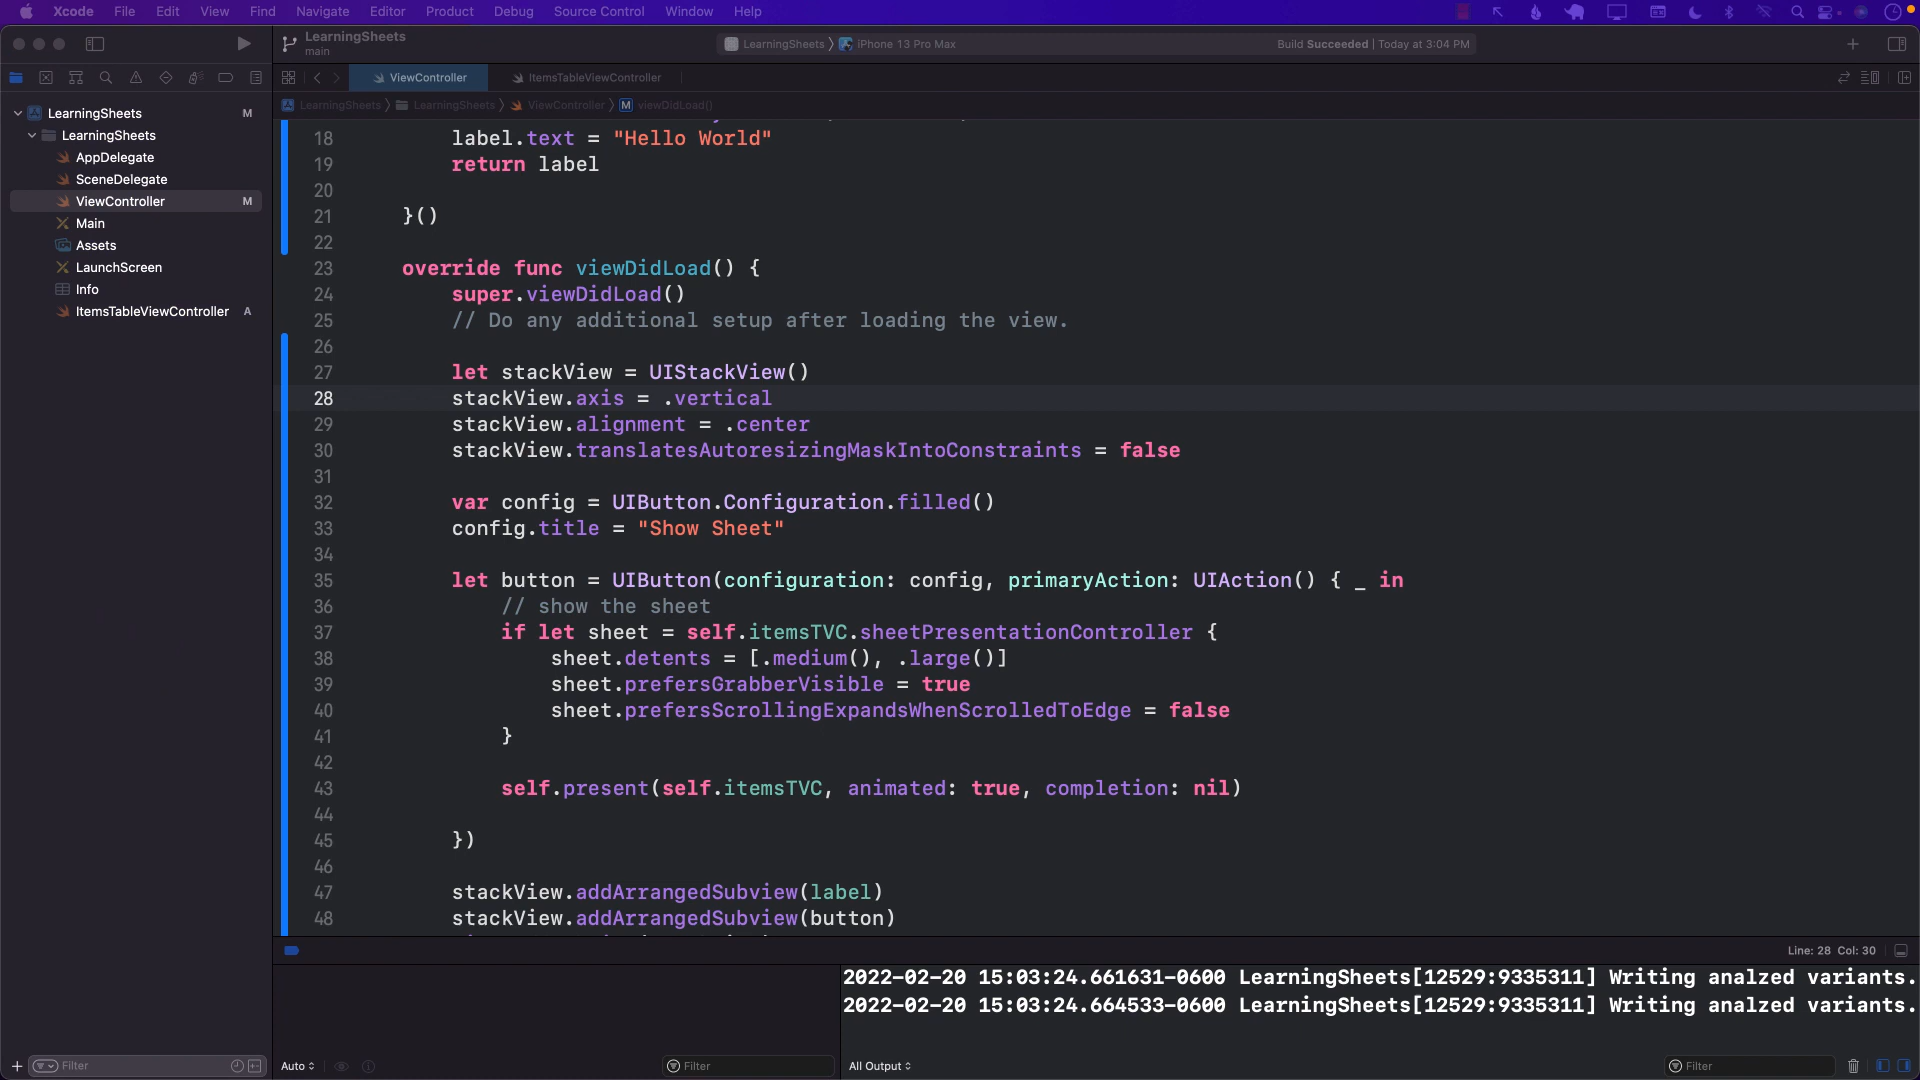 Xcode File Edit View Find Navigate Editor Product Debug Source Control Window Help
LearningSheets
main
LearningSheets iPhone 13 Pro Max
Build Succeeded | Today at 3:04 PM
ViewController
ItemsTableViewController
LearningSheets LearningSheets ViewController M viewDidLoad()
LearningSheets M
LearningSheets
AppDelegate
SceneDelegate
ViewController M
Main
Assets
LaunchScreen
Info
ItemsTableViewController A
18 label.text = "Hello World"
19 return label
20
21 }()
22
23 override func viewDidLoad() {
24 super.viewDidLoad()
25 // Do any additional setup after loading the view.
26
27 let stackView = UIStackView()
28 stackView.axis = .vertical
29 stackView.alignment = .center
30 stackView.translatesAutoresizingMaskIntoConstraints = false
31
32 var config = UIButton.Configuration.filled()
33 config.title = "Show Sheet"
34
35 let button = UIButton(configuration: config, primaryAction: UIAction() { _ in
36 // show the sheet
37 if let sheet = self.itemsTVC.sheetPresentationController {
38 sheet.detents = [.medium(), .large()]
39 sheet.prefersGrabberVisible = true
40 sheet.prefersScrollingExpandsWhenScrolledToEdge = false
41 }
42
43 self.present(self.itemsTVC, animated: true, completion: nil)
44
45 })
46
47 stackView.addArrangedSubview(label)
48 stackView.addArrangedSubview(button)
Line: 28 Col: 30
2022-02-20 15:03:24.661631-0600 LearningSheets[12529:9335311] Writing analzed variants.
2022-02-20 15:03:24.664533-0600 LearningSheets[12529:9335311] Writing analzed variants.
Filter
Auto
Filter
All Output
Filter